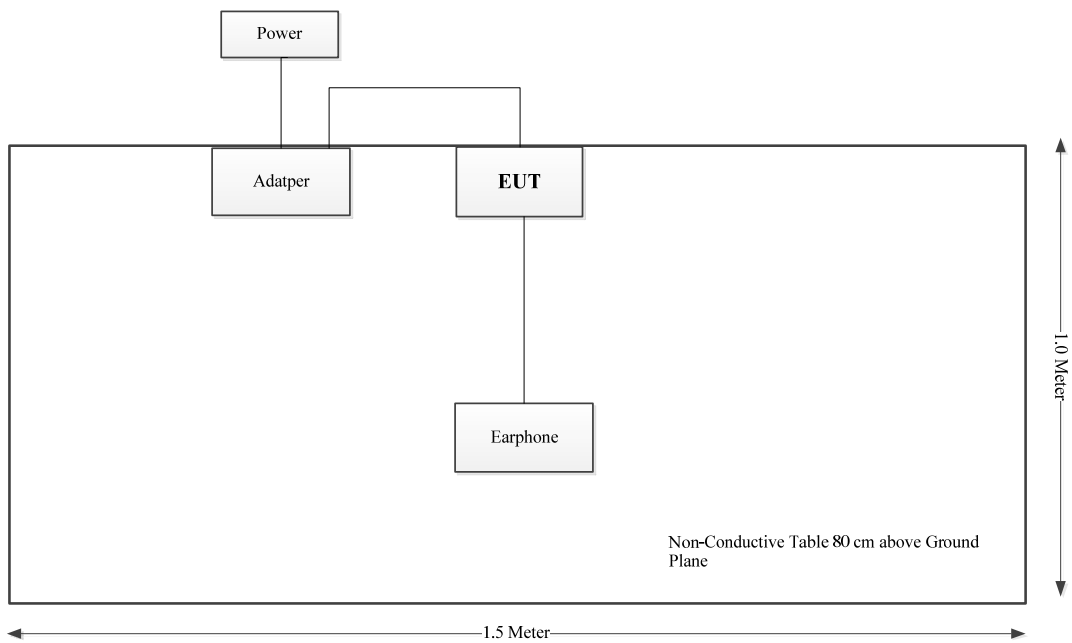 Power
Adatper
EUT
Earphone
1.0 Meter
Non-Conductive Table 80 cm above Ground
Plane
1.5 Meter